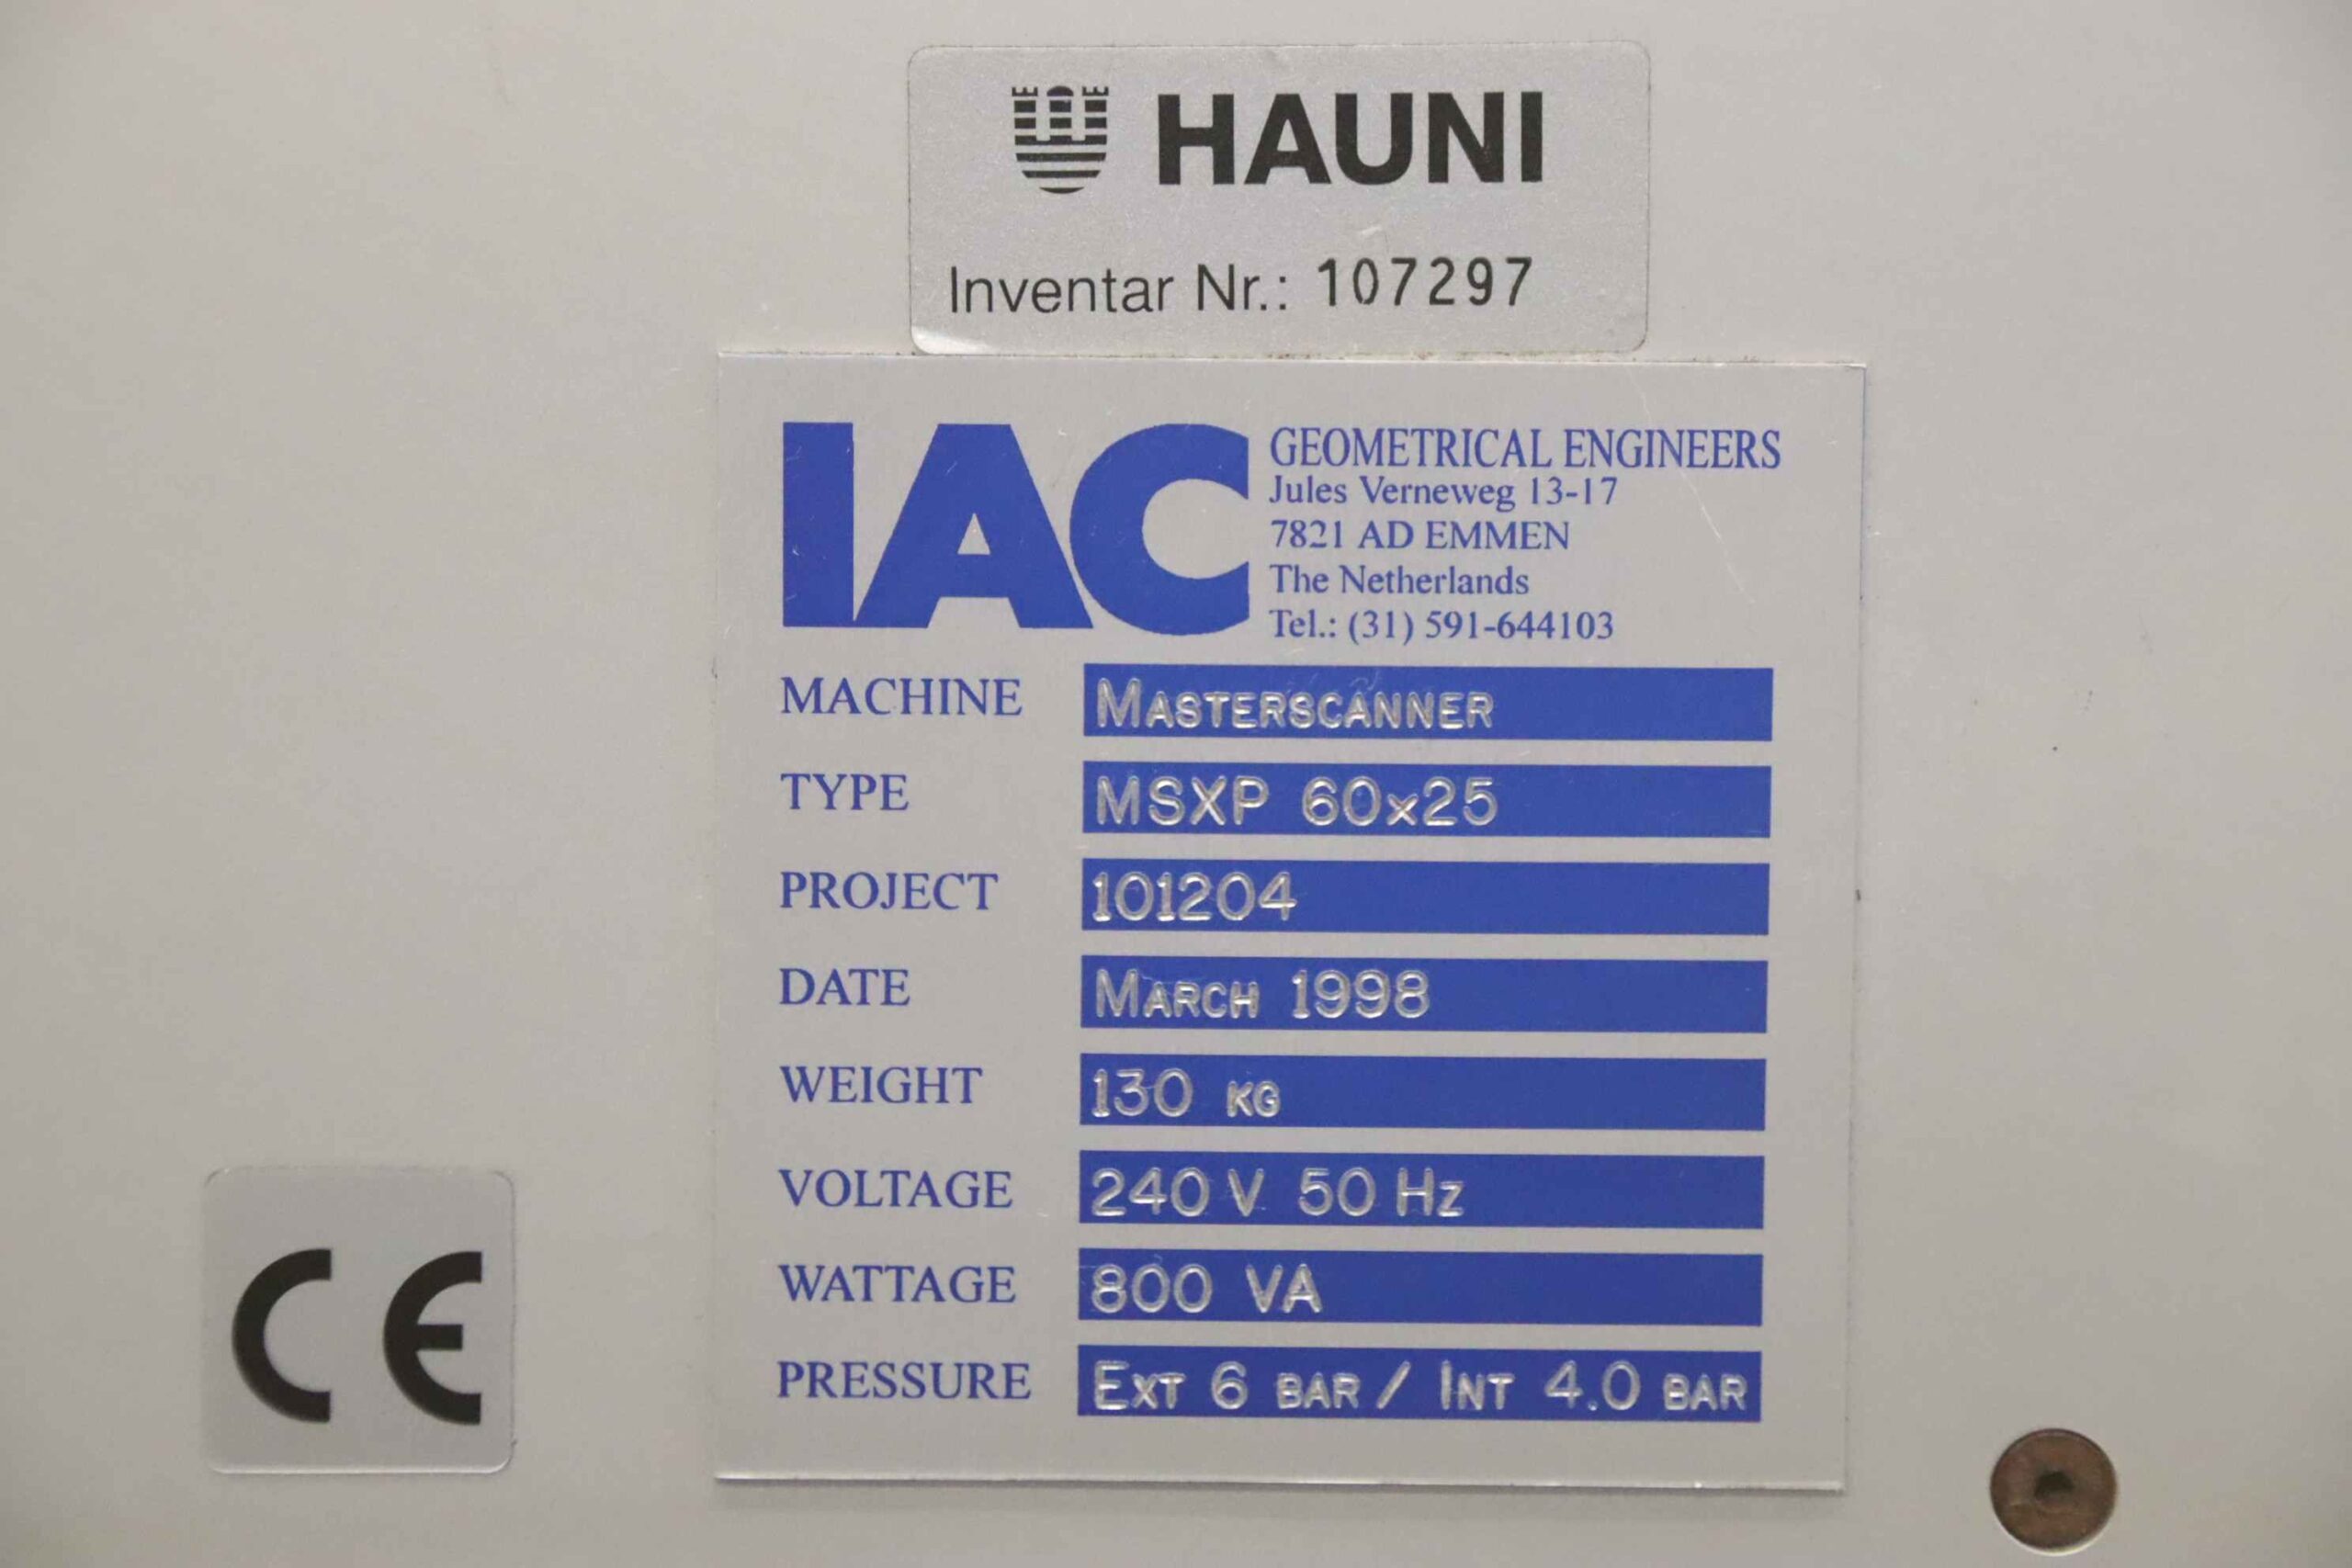 HAUNI
Inventar Nr.: 107297
IAC
GEOMETRICAL ENGINEERS
Jules Verneweg 13-17
7821 AD EMMEN
The Netherlands
Tel.: (31) 591-644103
MACHINE MASTERSCANNER
TYPE MSXP 60x25
PROJECT 101204
DATE MARCH 1998
WEIGHT 130 KG
VOLTAGE 240 V 50 Hz
WATTAGE 800 VA
PRESSURE EXT 6 BAR / INT 4.0 BAR
CE